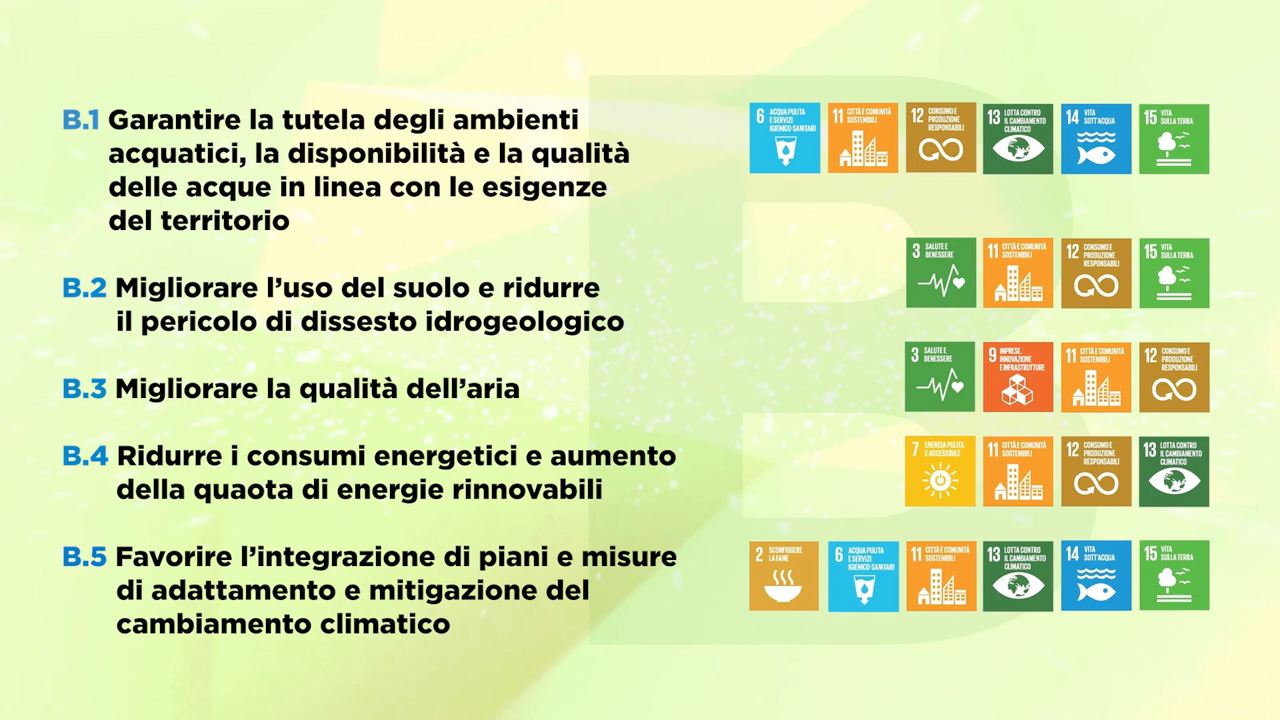 B.1 Garantire la tutela degli ambienti
acquatici, la disponibilità e la qualità
delle acque in linea con le esigenze
del territorio
6 ACQUA PULITA
E SERVIZI
IGIENICO-SANITARI
11 CITTÀ E COMUNITÀ
SOSTENIBILI
12 CONSUMO E
PRODUZIONE
RESPONSABILI
13 LOTTA CONTRO
IL CAMBIAMENTO
CLIMATICO
14 VITA
SOTT'ACQUA
15 VITA
SULLA TERRA
B.2 Migliorare l’uso del suolo e ridurre
il pericolo di dissesto idrogeologico
3 SALUTE E
BENESSERE
11 CITTÀ E COMUNITÀ
SOSTENIBILI
12 CONSUMO E
PRODUZIONE
RESPONSABILI
15 VITA
SULLA TERRA
B.3 Migliorare la qualità dell’aria
3 SALUTE E
BENESSERE
9 IMPRESE,
INNOVAZIONE
E INFRASTRUTTURE
11 CITTÀ E COMUNITÀ
SOSTENIBILI
12 CONSUMO E
PRODUZIONE
RESPONSABILI
B.4 Ridurre i consumi energetici e aumento
della quaota di energie rinnovabili
7 ENERGIA PULITA
E ACCESSIBILE
11 CITTÀ E COMUNITÀ
SOSTENIBILI
12 CONSUMO E
PRODUZIONE
RESPONSABILI
13 LOTTA CONTRO
IL CAMBIAMENTO
CLIMATICO
B.5 Favorire l’integrazione di piani e misure
di adattamento e mitigazione del
cambiamento climatico
2 SCONFIGGERE
LA FAME
6 ACQUA PULITA
E SERVIZI
IGIENICO-SANITARI
11 CITTÀ E COMUNITÀ
SOSTENIBILI
13 LOTTA CONTRO
IL CAMBIAMENTO
CLIMATICO
14 VITA
SOTT'ACQUA
15 VITA
SULLA TERRA
B